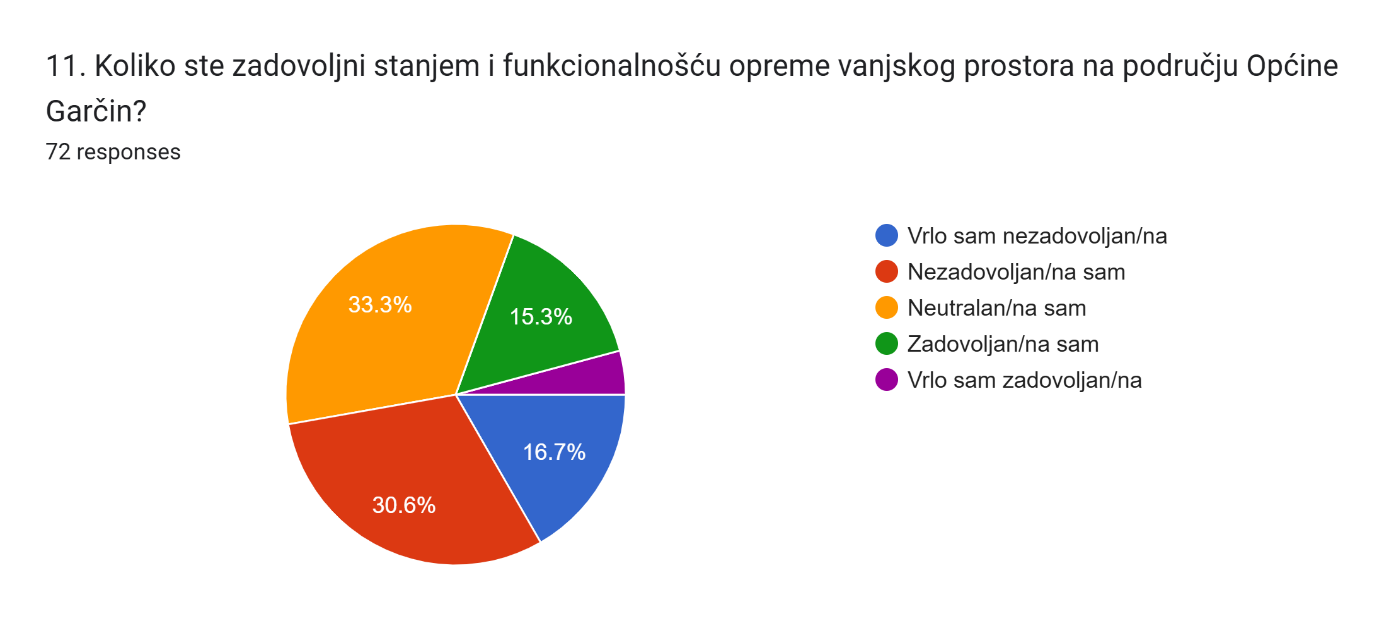 11. Koliko ste zadovoljni stanjem i funkcionalnošću opreme vanjskog prostora na području Općine
Garčin?
72 responses
33.3%
15.3%
16.7%
30.6%
Vrlo sam nezadovoljan/na
Nezadovoljan/na sam
Neutralan/na sam
Zadovoljan/na sam
Vrlo sam zadovoljan/na